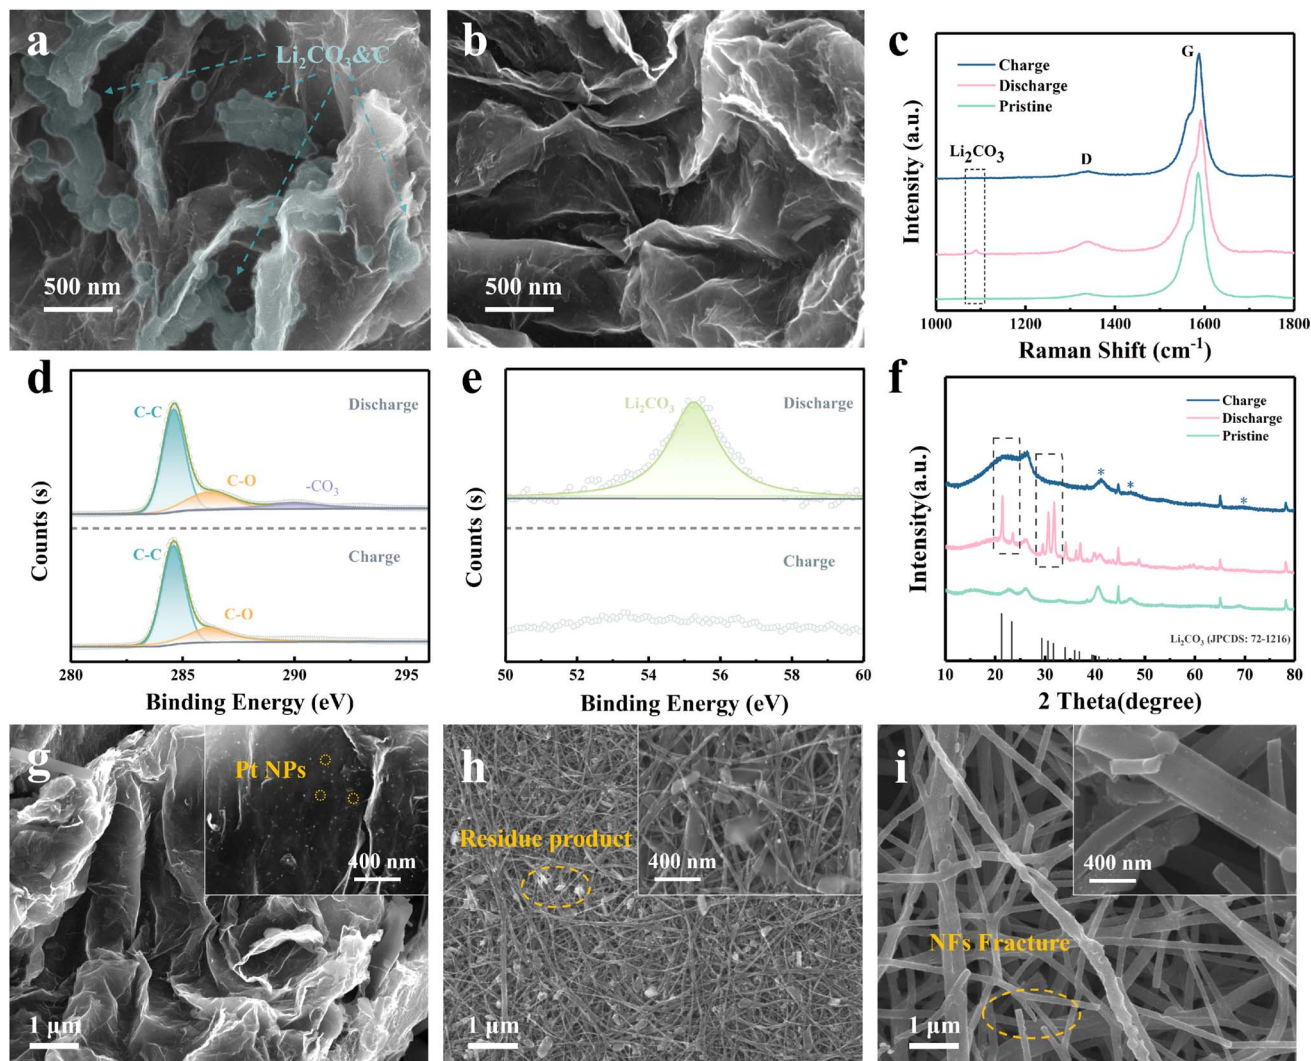 a
Li₂CO₃&C
500 nm
b
500 nm
c
G
Charge
Discharge
Pristine
Li₂CO₃
D
Intensity (a.u.)
1000 1200 1400 1600 1800
Raman Shift (cm⁻¹)
d
C-C
Discharge
C-O
-CO₃
C-C
Charge
C-O
Counts (s)
280 285 290 295
Binding Energy (eV)
e
Li₂CO₃
Discharge
Charge
Counts (s)
50 52 54 56 58 60
Binding Energy (eV)
f
Charge
Discharge
Pristine
* * *
Intensity(a.u.)
Li₂CO₃ (JPCDS: 72-1216)
10 20 30 40 50 60 70 80
2 Theta(degree)
g
Pt NPs
400 nm
1 μm
h
Residue product
400 nm
1 μm
i
400 nm
NFs Fracture
1 μm